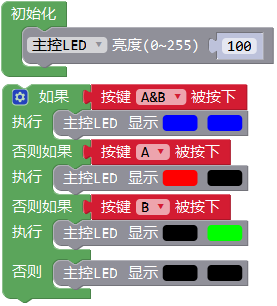 初始化
主控LED 亮度(0~255) 100
如果 按键 A&B 被按下
执行 主控LED 显示
否则如果 按键 A 被按下
执行 主控LED 显示
否则如果 按键 B 被按下
执行 主控LED 显示
否则 主控LED 显示